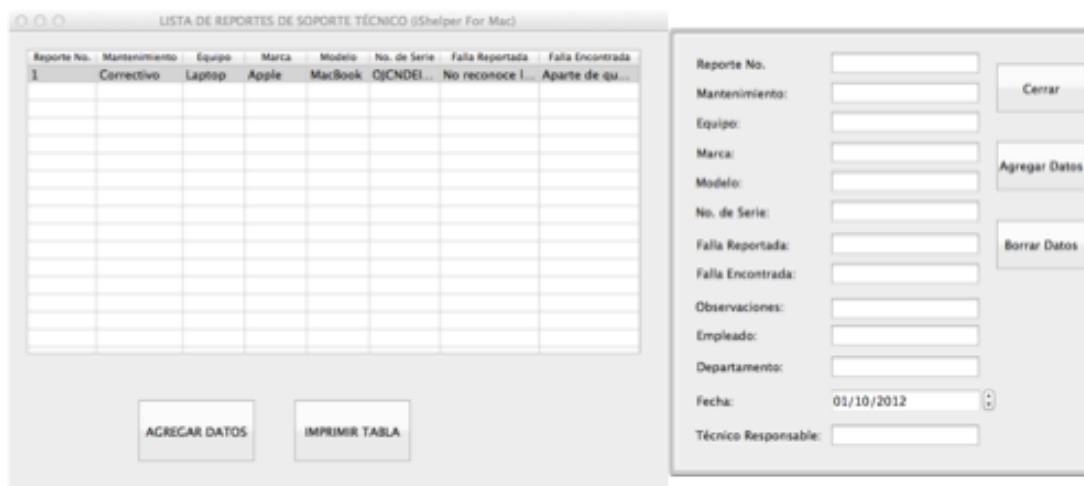 LISTA DE REPORTES DE SOPORTE TÉCNICO (iShelper For Mac)
Reporte No. Mantenimiento Equipo Marca Modelo No. de Serie Falla Reportada Falla Encontrada
1 Correctivo Laptop Apple MacBook OJCNDEI... No reconoce l... Aparte de qu...
AGREGAR DATOS IMPRIMIR TABLA
Reporte No.
Mantenimiento:
Equipo:
Marca:
Modelo:
No. de Serie:
Falla Reportada:
Falla Encontrada:
Observaciones:
Empleado:
Departamento:
Fecha: 01/10/2012
Técnico Responsable:
Cerrar
Agregar Datos
Borrar Datos